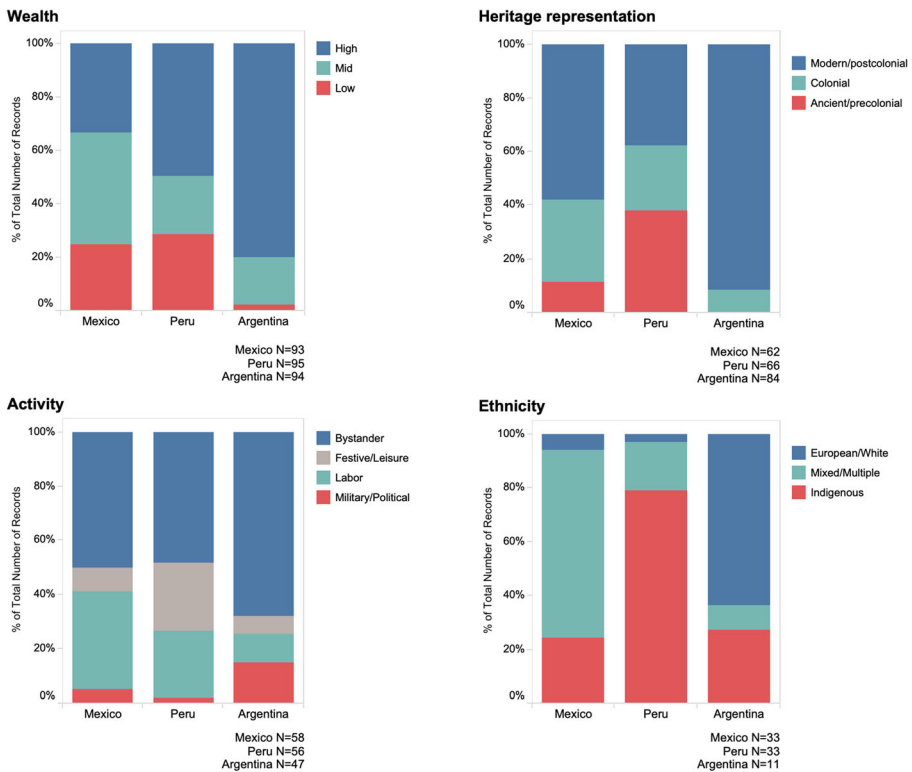 Wealth
% of Total Number of Records
100%
80%
60%
40%
20%
0%
Mexico Peru Argentina
High
Mid
Low
Mexico N=93
Peru N=95
Argentina N=94
Heritage representation
% of Total Number of Records
100%
80%
60%
40%
20%
0%
Mexico Peru Argentina
Modern/postcolonial
Colonial
Ancient/precolonial
Mexico N=62
Peru N=66
Argentina N=84
Activity
% of Total Number of Records
100%
80%
60%
40%
20%
0%
Mexico Peru Argentina
Bystander
Festive/Leisure
Labor
Military/Political
Mexico N=58
Peru N=56
Argentina N=47
Ethnicity
% of Total Number of Records
100%
80%
60%
40%
20%
0%
Mexico Peru Argentina
European/White
Mixed/Multiple
Indigenous
Mexico N=33
Peru N=33
Argentina N=11